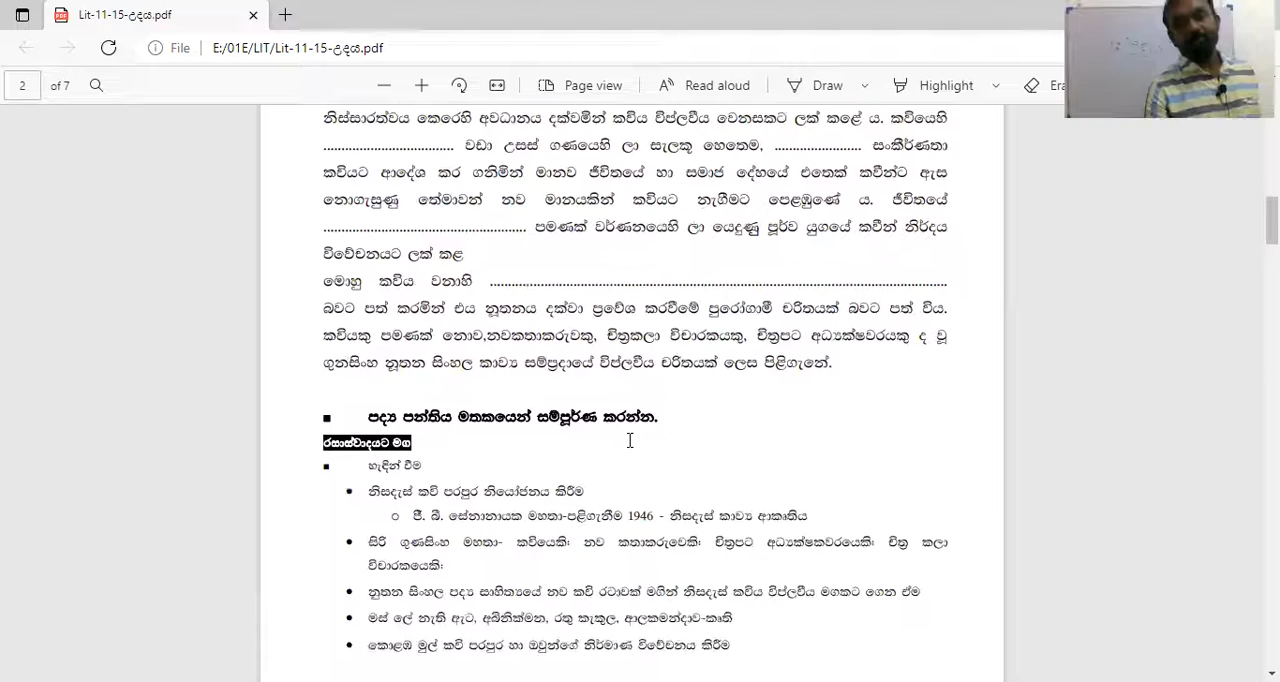 Lit-11-15-උදය.pdf
File E:/01E/LIT/Lit-11-15-උදය.pdf
2 of 7 Page view Read aloud Draw Highlight Era
නිස්සාරත්වය කෙරෙහි අවධානය දක්වමින් කවිය විප්ලවීය වෙනසකට ලක් කළේ ය. කවියෙහි
................................. වඩා උසස් ගණයෙහි ලා සැලකූ හෙතෙම, ...................... සංකීර්ණතා
කවියට ආදේශ කර ගනිමින් මානව ජීවිතයේ හා සමාජ දේහයේ එතෙක් කවීන්ට ඇස
නොගැසුණු තේමාවන් නව මානයකින් කවියට නැගීමට පෙළඹුණේ ය. ජීවිතයේ
.................................................... පමණක් වර්ණනයෙහි ලා යෙදුණු පූර්ව යුගයේ කවීන් නිර්දය
විවේචනයට ලක් කළ
මොහු කවිය වනාහි .....................................................................................................................
බවට පත් කරමින් එය නූතනය දක්වා ප්‍රවේශ කරවීමේ පුරෝගාමී චරිතයක් බවට පත් විය.
කවියකු පමණක් නොව,නවකතාකරුවකු, චිත්‍රකලා විචාරකයකු, චිත්‍රපට අධ්‍යක්ෂවරයකු ද වූ
ගුනසිංහ නූතන සිංහල කාව්‍ය සම්ප්‍රදායේ විප්ලවීය චරිතයක් ලෙස පිළිගැනේ.
■ පද්‍ය පන්තිය මතකයෙන් සම්පූර්ණ කරන්න.
රසාස්වාදයට මග
■ හැඳින් වීම
• නිසදැස් කවි පරපුර නියෝජනය කිරීම
○ ජී. බී. සේනානායක මහතා-පළිගැනීම 1946 - නිසදැස් කාව්‍ය ආකෘතිය
• සිරි ගුණසිංහ මහතා- කවියෙකි: නව කතාකරුවෙකි: චිත්‍රපට අධ්‍යක්ෂකවරයෙකි: චිත්‍ර කලා
විචාරකයෙකි:
• නූතන සිංහල පද්‍ය සාහිත්‍යයේ නව කවි රටාවක් මගින් නිසදැස් කවිය විප්ලවීය මගකට ගෙන ඒම
• මස් ලේ නැති ඇට, අබිනික්මන, රතු කැකුල, ආලකමන්දාව-කෘති
• කොළඹ මුල් කවි පරපුර හා ඔවුන්ගේ නිර්මාණ විවේචනය කිරීම